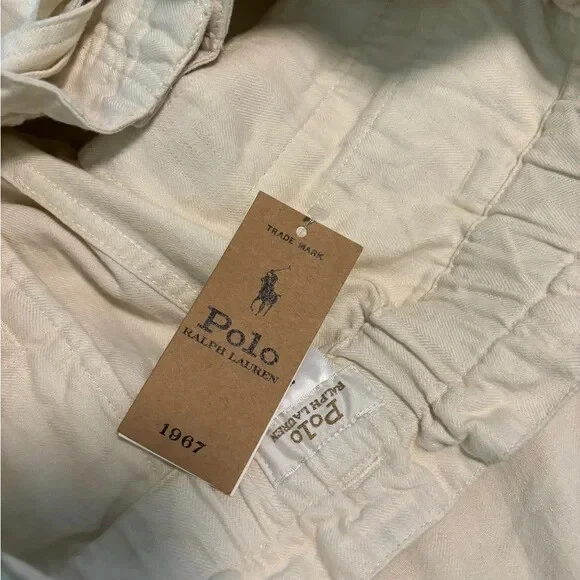 TRADE MARK
Polo
RALPH LAUREN
1967
Polo
RALPH LAUREN